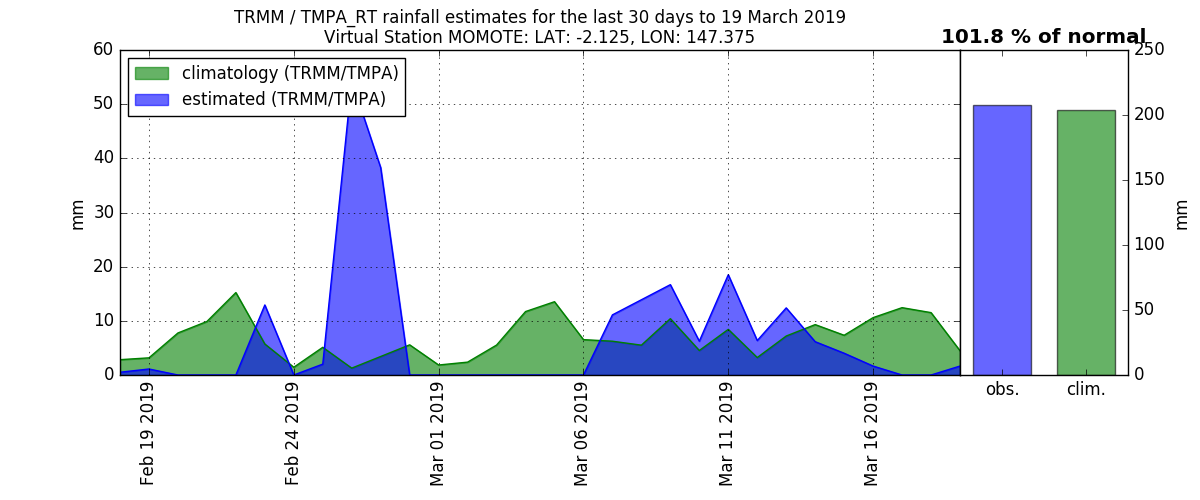 TRMM / TMPA_RT rainfall estimates for the last 30 days to 19 March 2019
Virtual Station MOMOTE: LAT: -2.125, LON: 147.375
101.8 % of normal
climatology (TRMM/TMPA)
estimated (TRMM/TMPA)
60
50
40
30
20
10
0
mm
Feb 19 2019
Feb 24 2019
Mar 01 2019
Mar 06 2019
Mar 11 2019
Mar 16 2019
250
200
150
100
50
0
mm
obs.
clim.